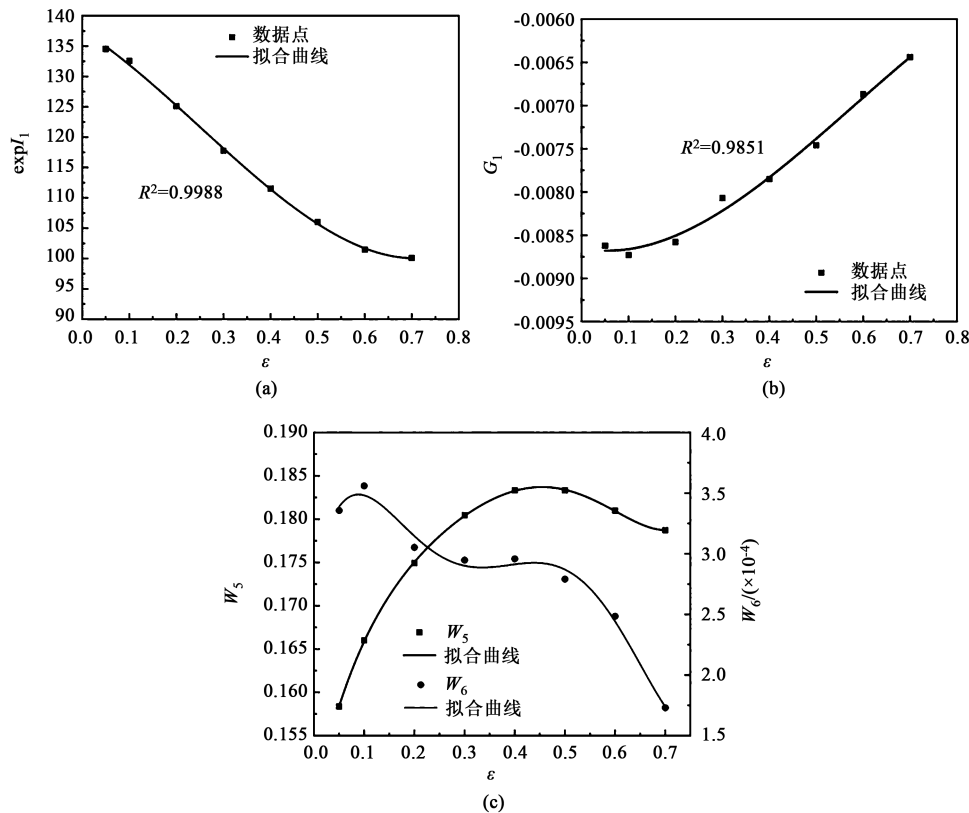 140
135
130
125
120
115
110
105
100
95
90
expI₁
数据点
拟合曲线
R²=0.9988
0.0 0.1 0.2 0.3 0.4 0.5 0.6 0.7 0.8
ε
(a)
-0.0060
-0.0065
-0.0070
-0.0075
-0.0080
-0.0085
-0.0090
-0.0095
G₁
R²=0.9851
数据点
拟合曲线
0.0 0.1 0.2 0.3 0.4 0.5 0.6 0.7 0.8
ε
(b)
0.190
0.185
0.180
0.175
0.170
0.165
0.160
0.155
W₅
W₅
拟合曲线
W₆
拟合曲线
4.0
3.5
3.0
2.5
2.0
1.5
W₆/(×10⁻⁴)
0.0 0.1 0.2 0.3 0.4 0.5 0.6 0.7
ε
(c)